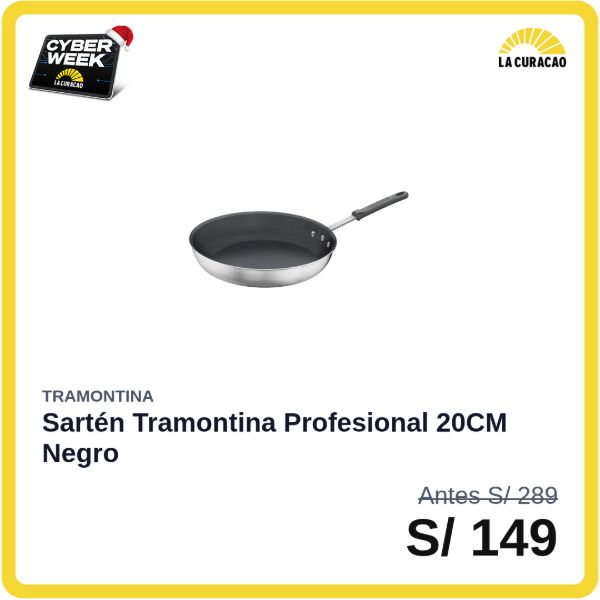 CYBER
WEEK
LA CURACAO
LA CURACAO
TRAMONTINA
Sartén Tramontina Profesional 20CM
Negro
Antes S/ 289
S/ 149